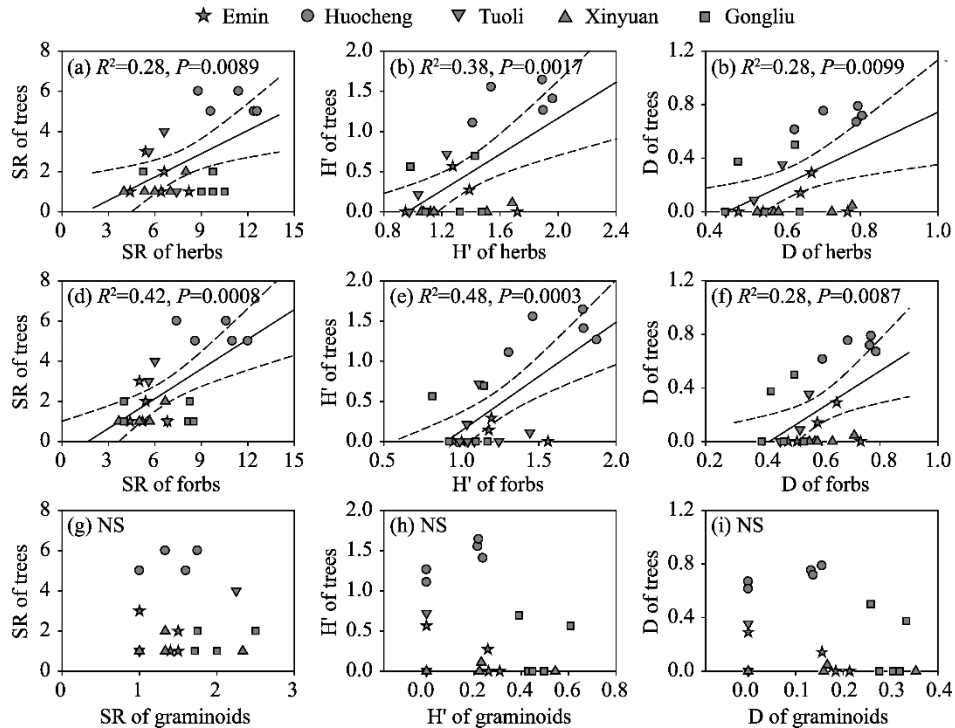 Emin Huocheng Tuoli Xinyuan Gongliu
(a) R²=0.28, P=0.0089
SR of trees
8
6
4
2
0
0 3 6 9 12 15
SR of herbs
(b) R²=0.38, P=0.0017
H' of trees
2.0
1.5
1.0
0.5
0.0
0.8 1.2 1.6 2.0 2.4
H' of herbs
(b) R²=0.28, P=0.0099
D of trees
1.2
0.8
0.4
0.0
0.4 0.6 0.8 1.0
D of herbs
(d) R²=0.42, P=0.0008
SR of trees
8
6
4
2
0
0 3 6 9 12 15
SR of forbs
(e) R²=0.48, P=0.0003
H' of trees
2.0
1.5
1.0
0.5
0.0
0.5 1.0 1.5 2.0
H' of forbs
(f) R²=0.28, P=0.0087
D of trees
1.2
0.8
0.4
0.0
0.2 0.4 0.6 0.8 1.0
D of forbs
(g) NS
SR of trees
8
6
4
2
0
0 1 2 3
SR of graminoids
(h) NS
H' of trees
2.0
1.5
1.0
0.5
0.0
0.0 0.2 0.4 0.6 0.8
H' of graminoids
(i) NS
D of trees
1.2
0.8
0.4
0.0
0.0 0.1 0.2 0.3 0.4
D of graminoids